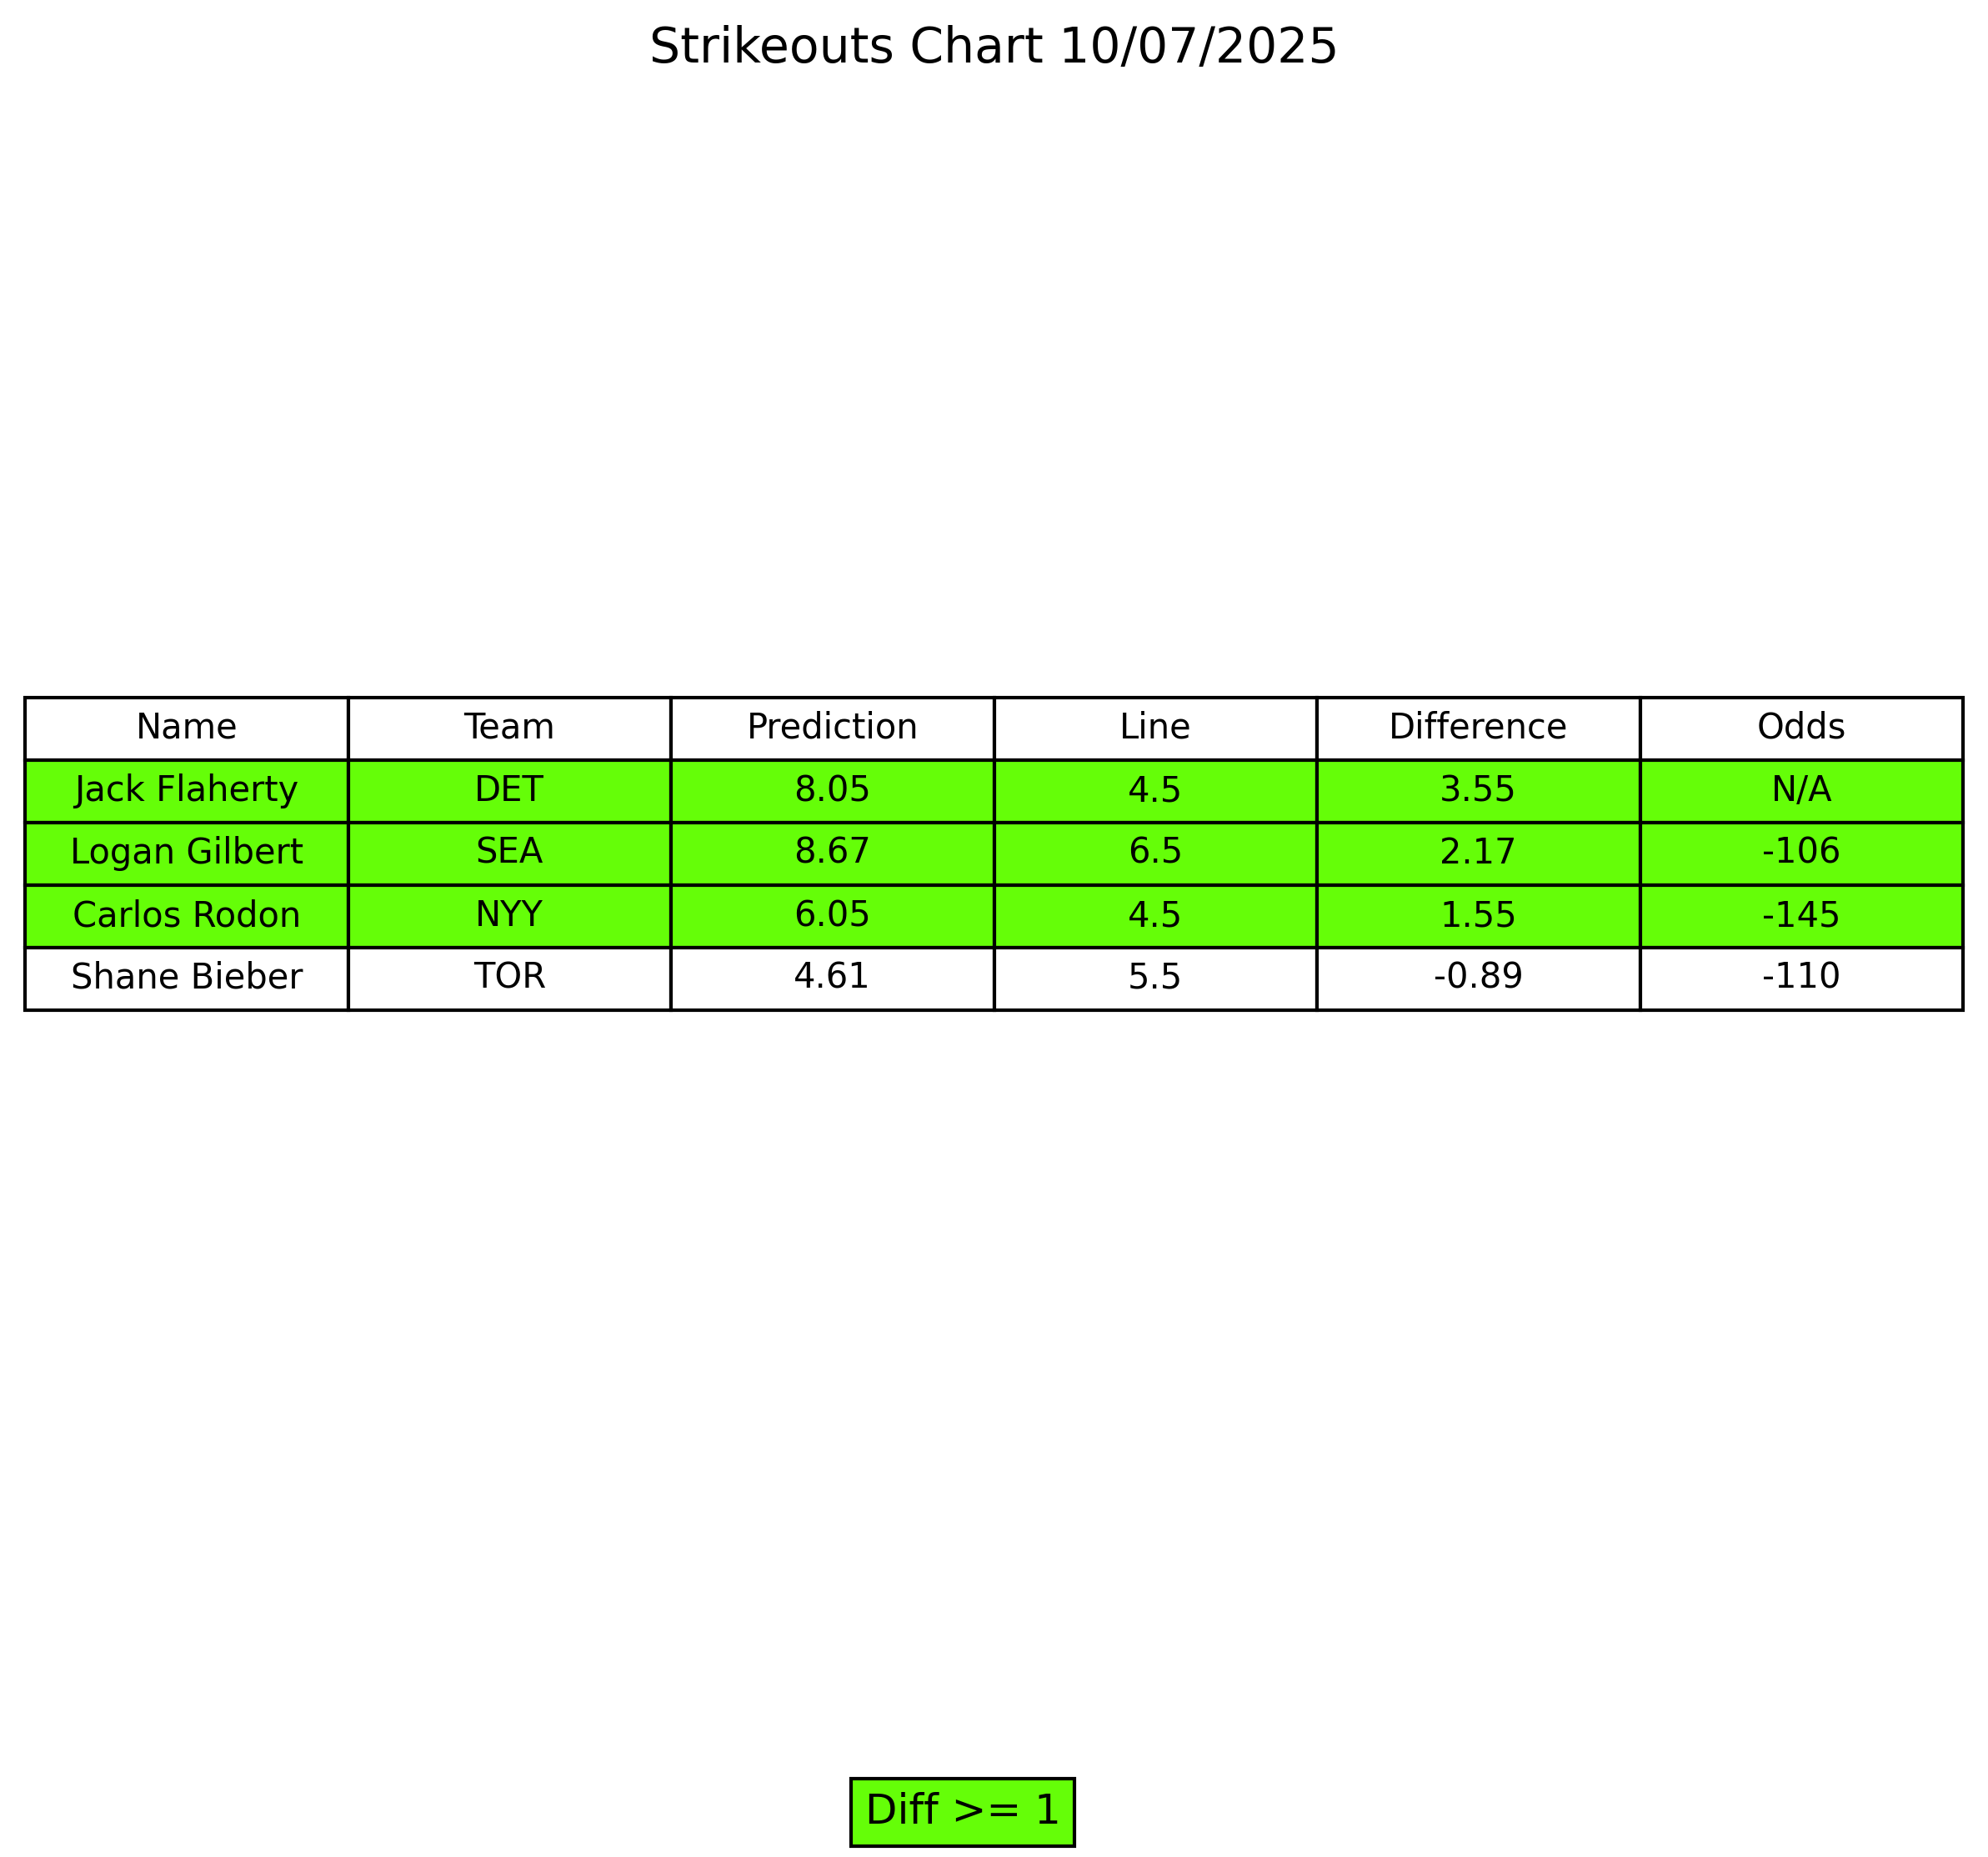 Strikeouts Chart 10/07/2025
Name Team Prediction Line Difference Odds
Jack Flaherty DET 8.05 4.5 3.55 N/A
Logan Gilbert SEA 8.67 6.5 2.17 -106
Carlos Rodon NYY 6.05 4.5 1.55 -145
Shane Bieber TOR 4.61 5.5 -0.89 -110
Diff >= 1